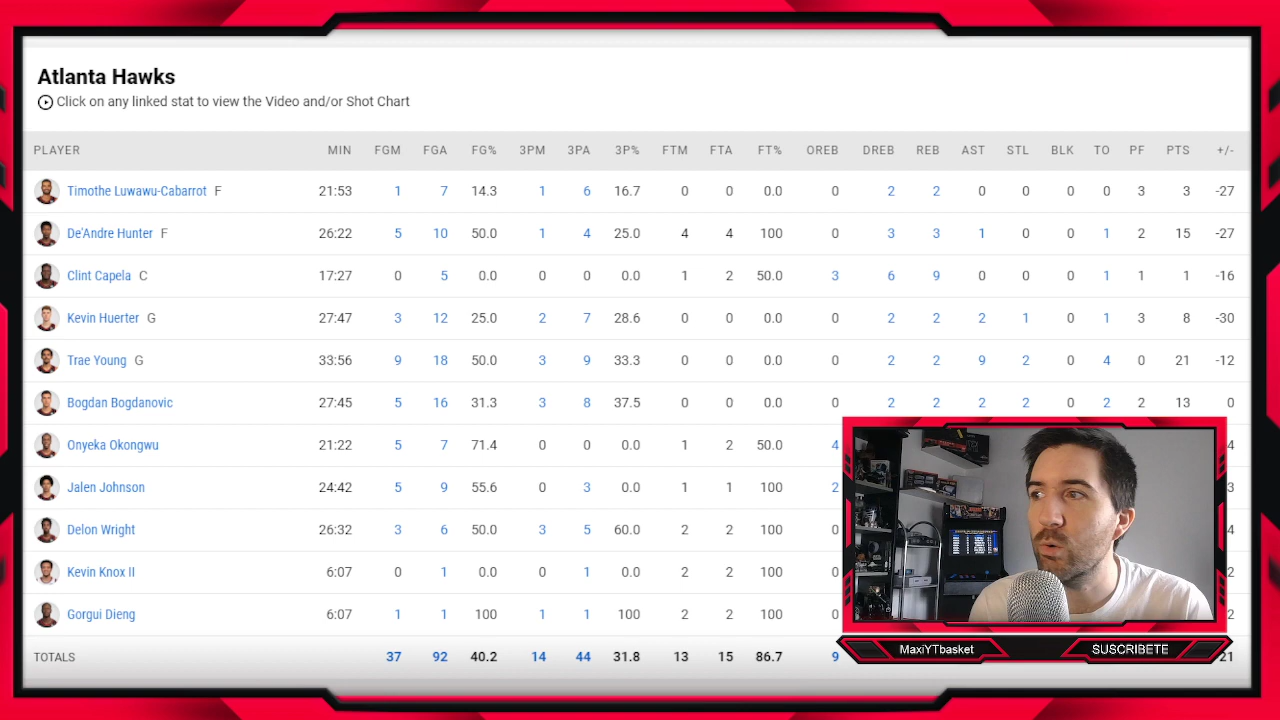 Atlanta Hawks
Click on any linked stat to view the Video and/or Shot Chart
PLAYER MIN FGM FGA FG% 3PM 3PA 3P% FTM FTA FT% OREB DREB REB AST STL BLK TO PF PTS +/-
Timothe Luwawu-Cabarrot F 21:53 1 7 14.3 1 6 16.7 0 0 0.0 0 2 2 0 0 0 0 3 3 -27
De'Andre Hunter F 26:22 5 10 50.0 1 4 25.0 4 4 100 0 3 3 1 0 0 1 2 15 -27
Clint Capela C 17:27 0 5 0.0 0 0 0.0 1 2 50.0 3 6 9 0 0 0 1 1 1 -16
Kevin Huerter G 27:47 3 12 25.0 2 7 28.6 0 0 0.0 0 2 2 2 1 0 1 3 8 -30
Trae Young G 33:56 9 18 50.0 3 9 33.3 0 0 0.0 0 2 2 9 2 0 4 0 21 -12
Bogdan Bogdanovic 27:45 5 16 31.3 3 8 37.5 0 0 0.0 0 2 2 2 2 0 2 2 13 0
Onyeka Okongwu 21:22 5 7 71.4 0 0 0.0 1 2 50.0 4 4
Jalen Johnson 24:42 5 9 55.6 0 3 0.0 1 1 100 2 3
Delon Wright 26:32 3 6 50.0 3 5 60.0 2 2 100 0 4
Kevin Knox II 6:07 0 1 0.0 0 1 0.0 2 2 100 0 2
Gorgui Dieng 6:07 1 1 100 1 1 100 2 2 100 0 2
TOTALS 37 92 40.2 14 44 31.8 13 15 86.7 9 21
MaxiYTbasket
SUSCRIBETE